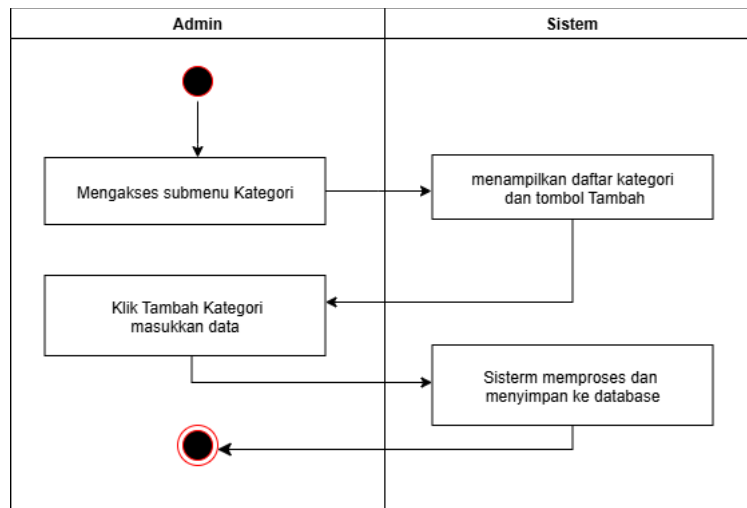 Admin
Sistem
Mengakses submenu Kategori
menampilkan daftar kategori
dan tombol Tambah
Klik Tambah Kategori
masukkan data
Sisterm memproses dan
menyimpan ke database